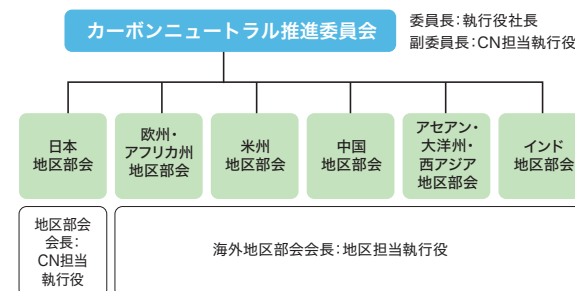 カーボンニュートラル推進委員会
委員長：執行役社長
副委員長：CN担当執行役
日本
地区部会
欧州・
アフリカ州
地区部会
米州
地区部会
中国
地区部会
アセアン・
大洋州・
西アジア
地区部会
インド
地区部会
地区部会
会長：
CN担当
執行役
海外地区部会会長：地区担当執行役